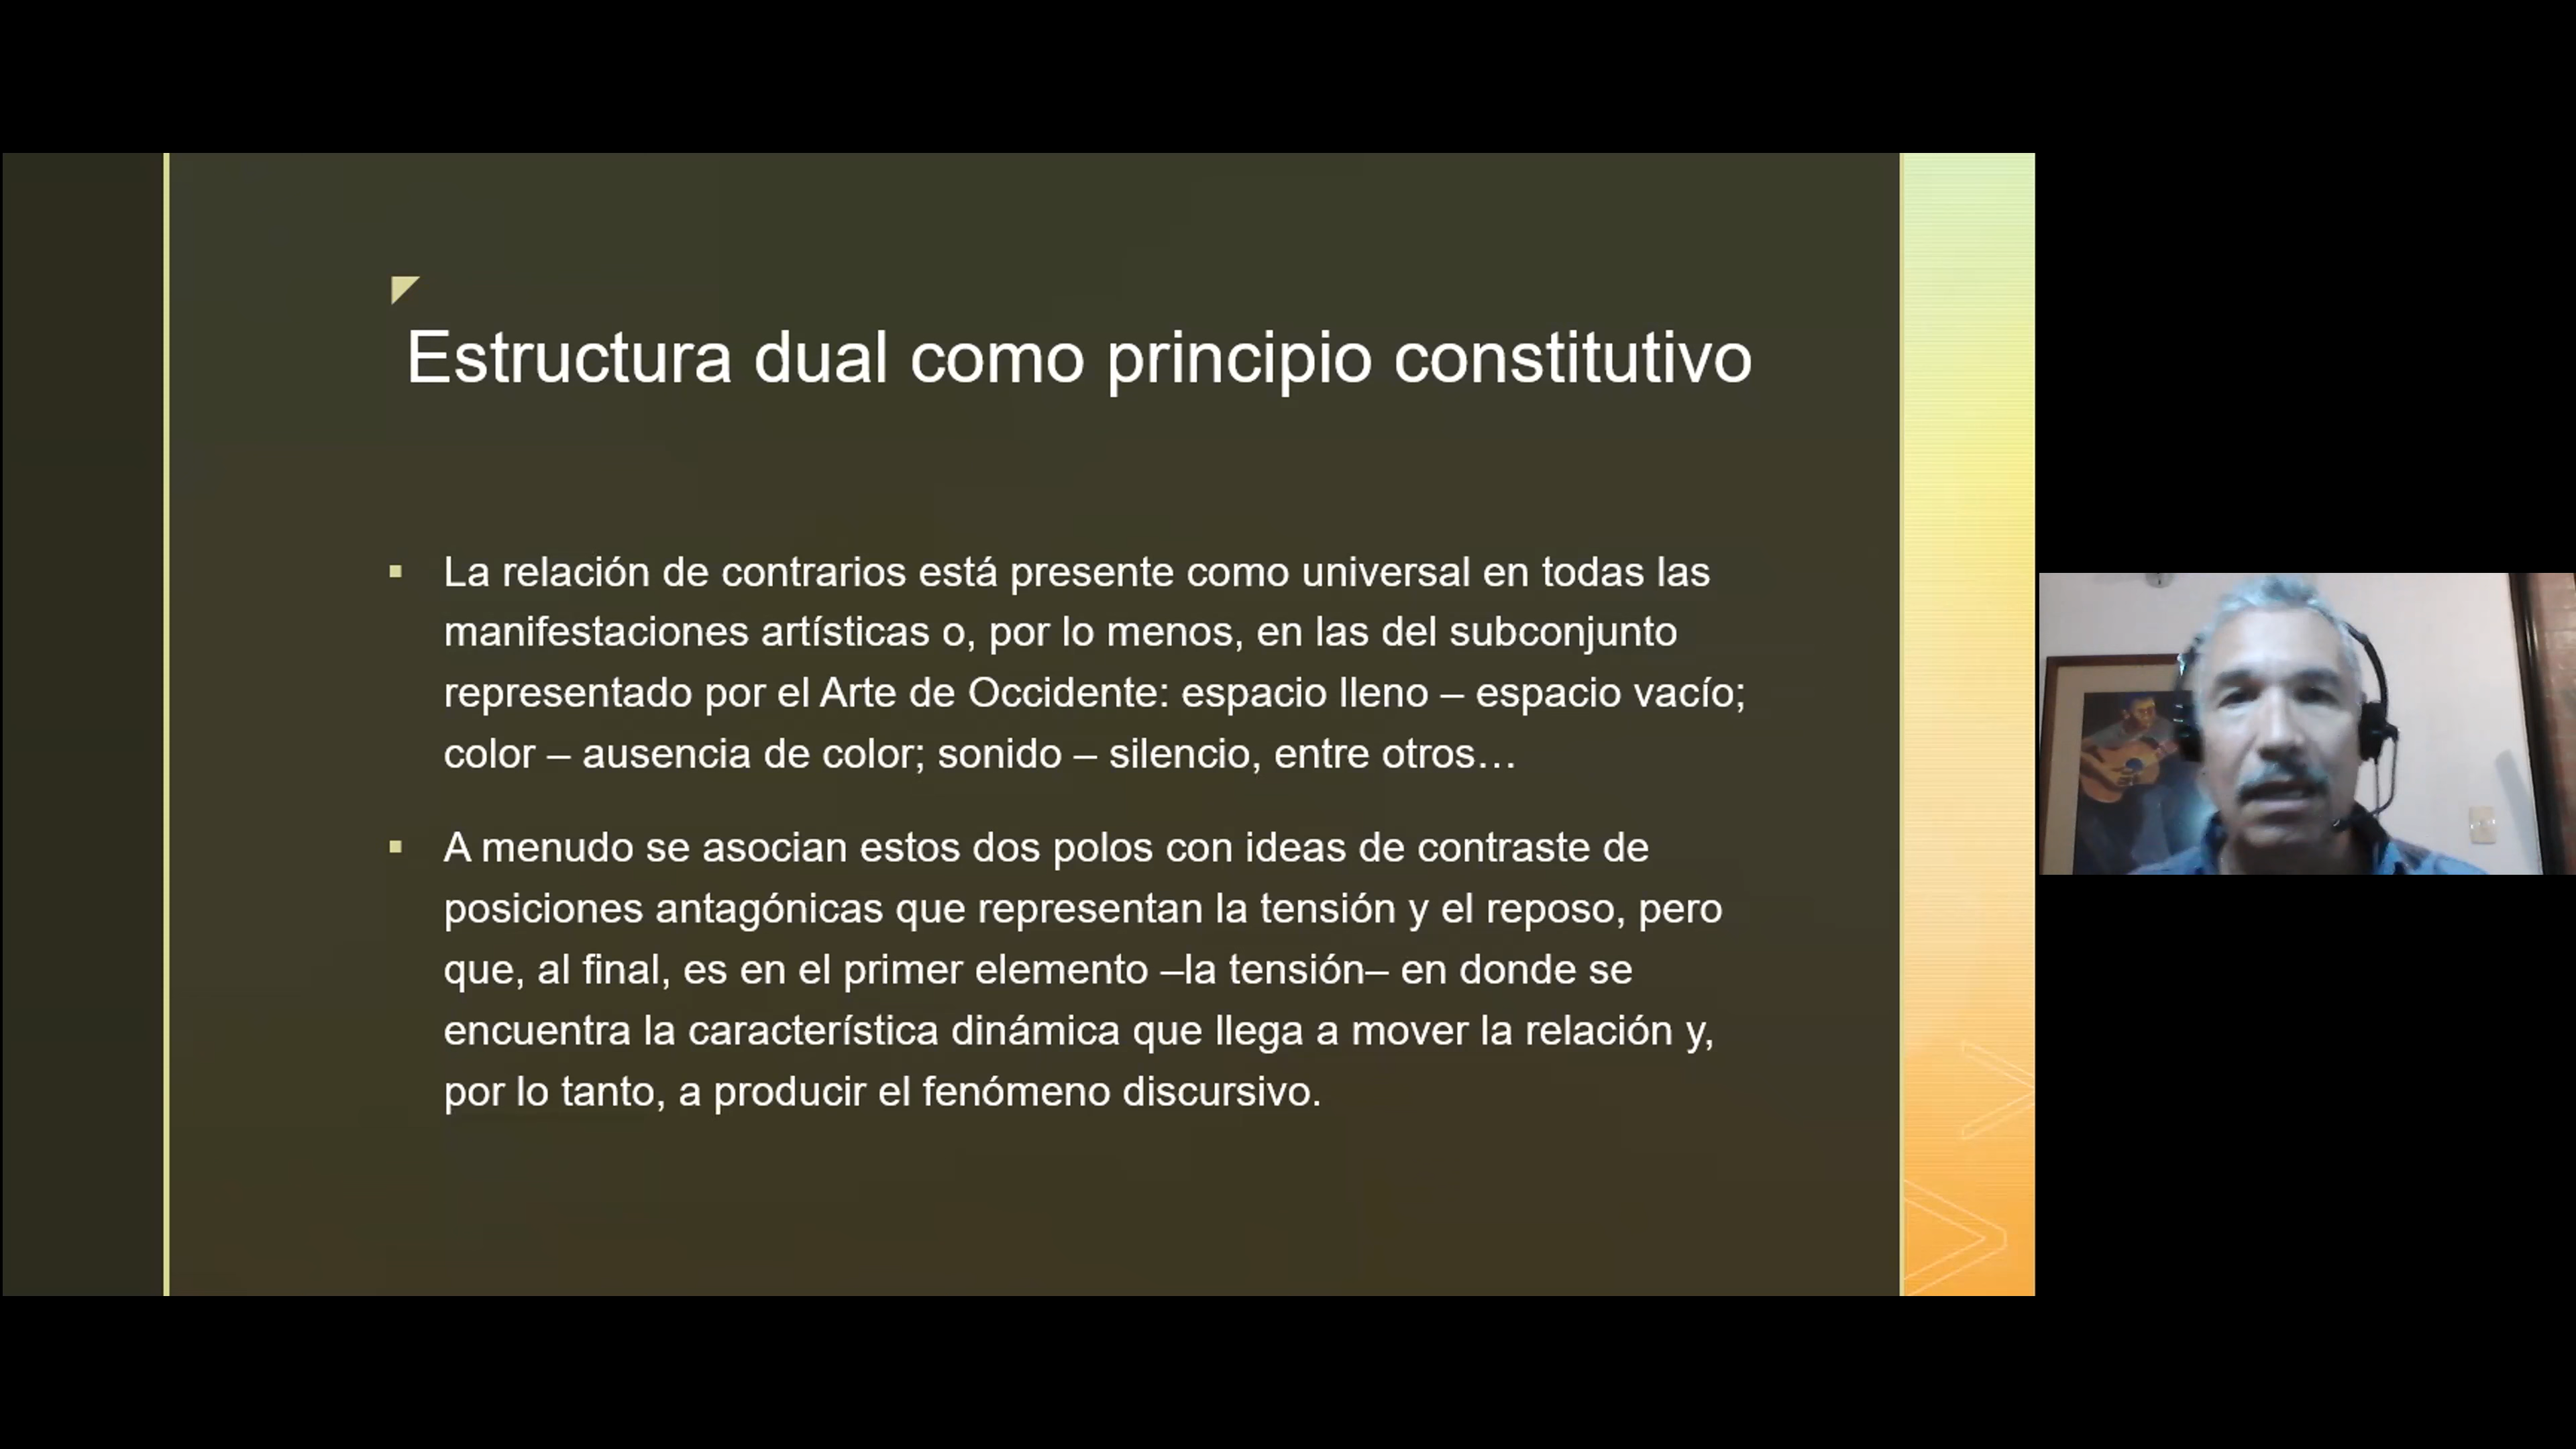 Estructura dual como principio constitutivo
La relación de contrarios está presente como universal en todas las
manifestaciones artísticas o, por lo menos, en las del subconjunto
representado por el Arte de Occidente: espacio lleno – espacio vacío;
color – ausencia de color; sonido – silencio, entre otros…
A menudo se asocian estos dos polos con ideas de contraste de
posiciones antagónicas que representan la tensión y el reposo, pero
que, al final, es en el primer elemento –la tensión– en donde se
encuentra la característica dinámica que llega a mover la relación y,
por lo tanto, a producir el fenómeno discursivo.